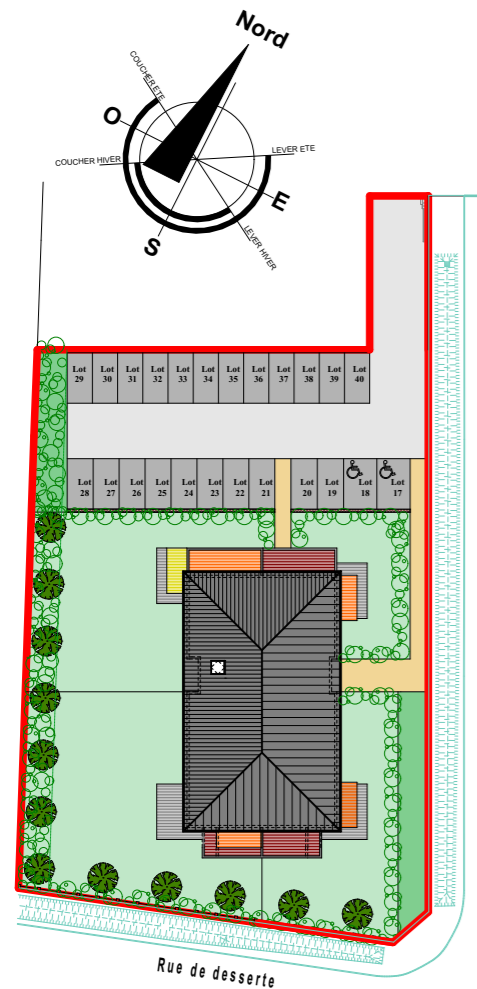 Nord
COUCHER ETE
O
COUCHER HIVER
LEVER ETE
E
S
LEVER HIVER
Lot 29
Lot 30
Lot 31
Lot 32
Lot 33
Lot 34
Lot 35
Lot 36
Lot 37
Lot 38
Lot 39
Lot 40
Lot 28
Lot 27
Lot 26
Lot 25
Lot 24
Lot 23
Lot 22
Lot 21
Lot 20
Lot 19
Lot 18
Lot 17
Rue de desserte